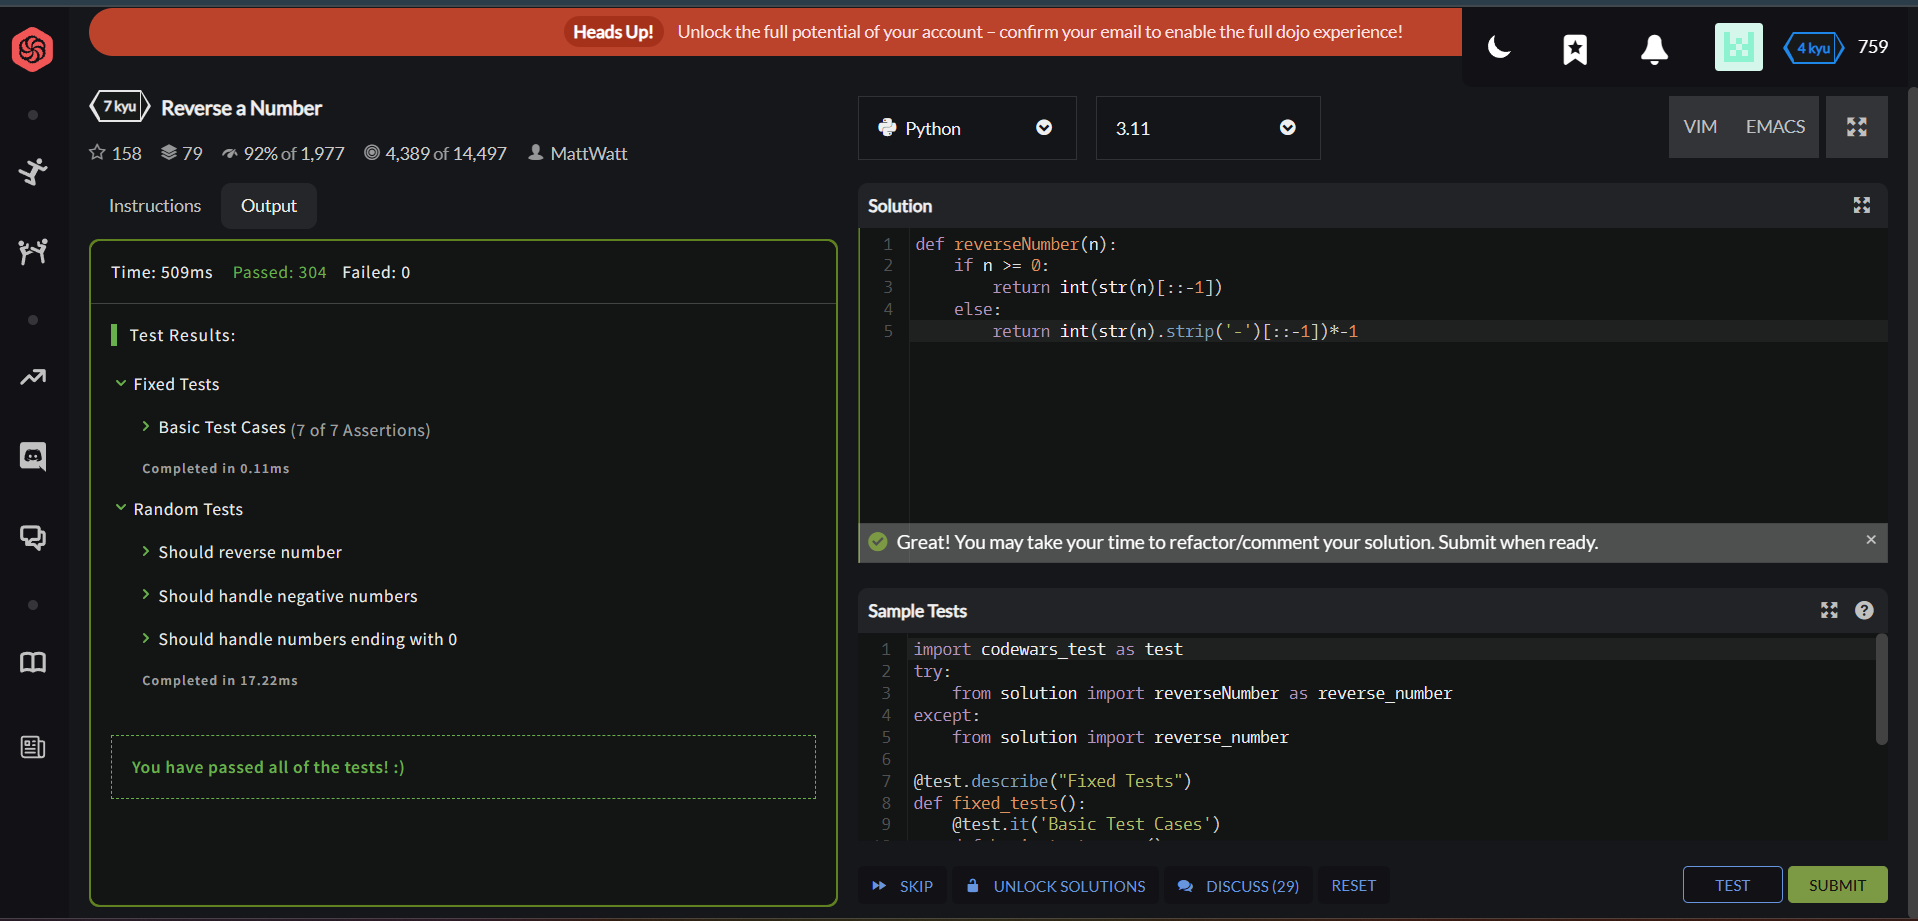 Heads Up! Unlock the full potential of your account – confirm your email to enable the full dojo experience!
4 kyu 759
7 kyu Reverse a Number
158 79 92% of 1,977 4,389 of 14,497 MattWatt
Instructions Output
Time: 509ms Passed: 304 Failed: 0
Test Results:
Fixed Tests
Basic Test Cases (7 of 7 Assertions)
Completed in 0.11ms
Random Tests
Should reverse number
Should handle negative numbers
Should handle numbers ending with 0
Completed in 17.22ms
You have passed all of the tests! :)
Python 3.11 VIM EMACS
Solution
1 def reverseNumber(n):
2 if n >= 0:
3 return int(str(n)[::-1])
4 else:
5 return int(str(n).strip('-')[::-1])*-1
Great! You may take your time to refactor/comment your solution. Submit when ready.
Sample Tests
1 import codewars_test as test
2 try:
3 from solution import reverseNumber as reverse_number
4 except:
5 from solution import reverse_number
6
7 @test.describe("Fixed Tests")
8 def fixed_tests():
9 @test.it('Basic Test Cases')
SKIP UNLOCK SOLUTIONS DISCUSS (29) RESET TEST SUBMIT